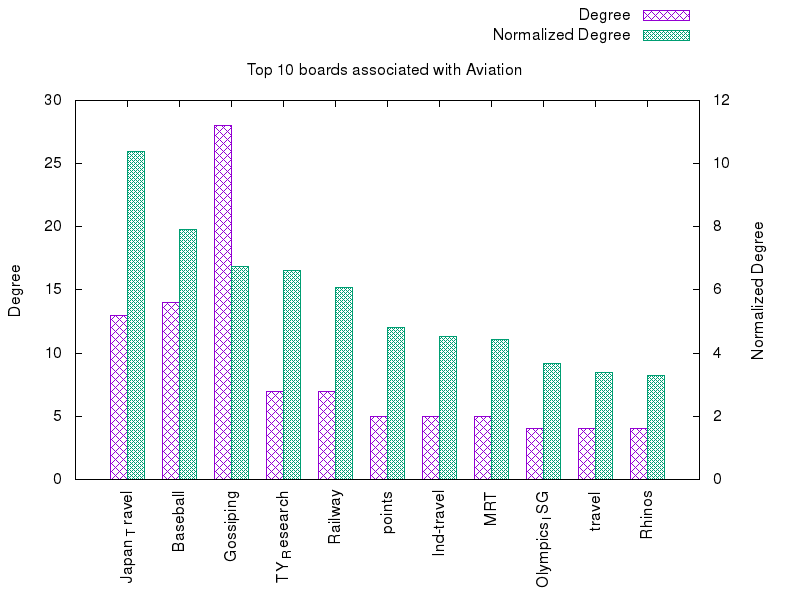 Degree
Normalized Degree
Top 10 boards associated with Aviation
30
25
20
15
10
5
0
12
10
8
6
4
2
0
Degree
Normalized Degree
Japan_Travel
Baseball
Gossiping
TY_Research
Railway
points
Ind-travel
MRT
Olympics_ISG
travel
Rhinos